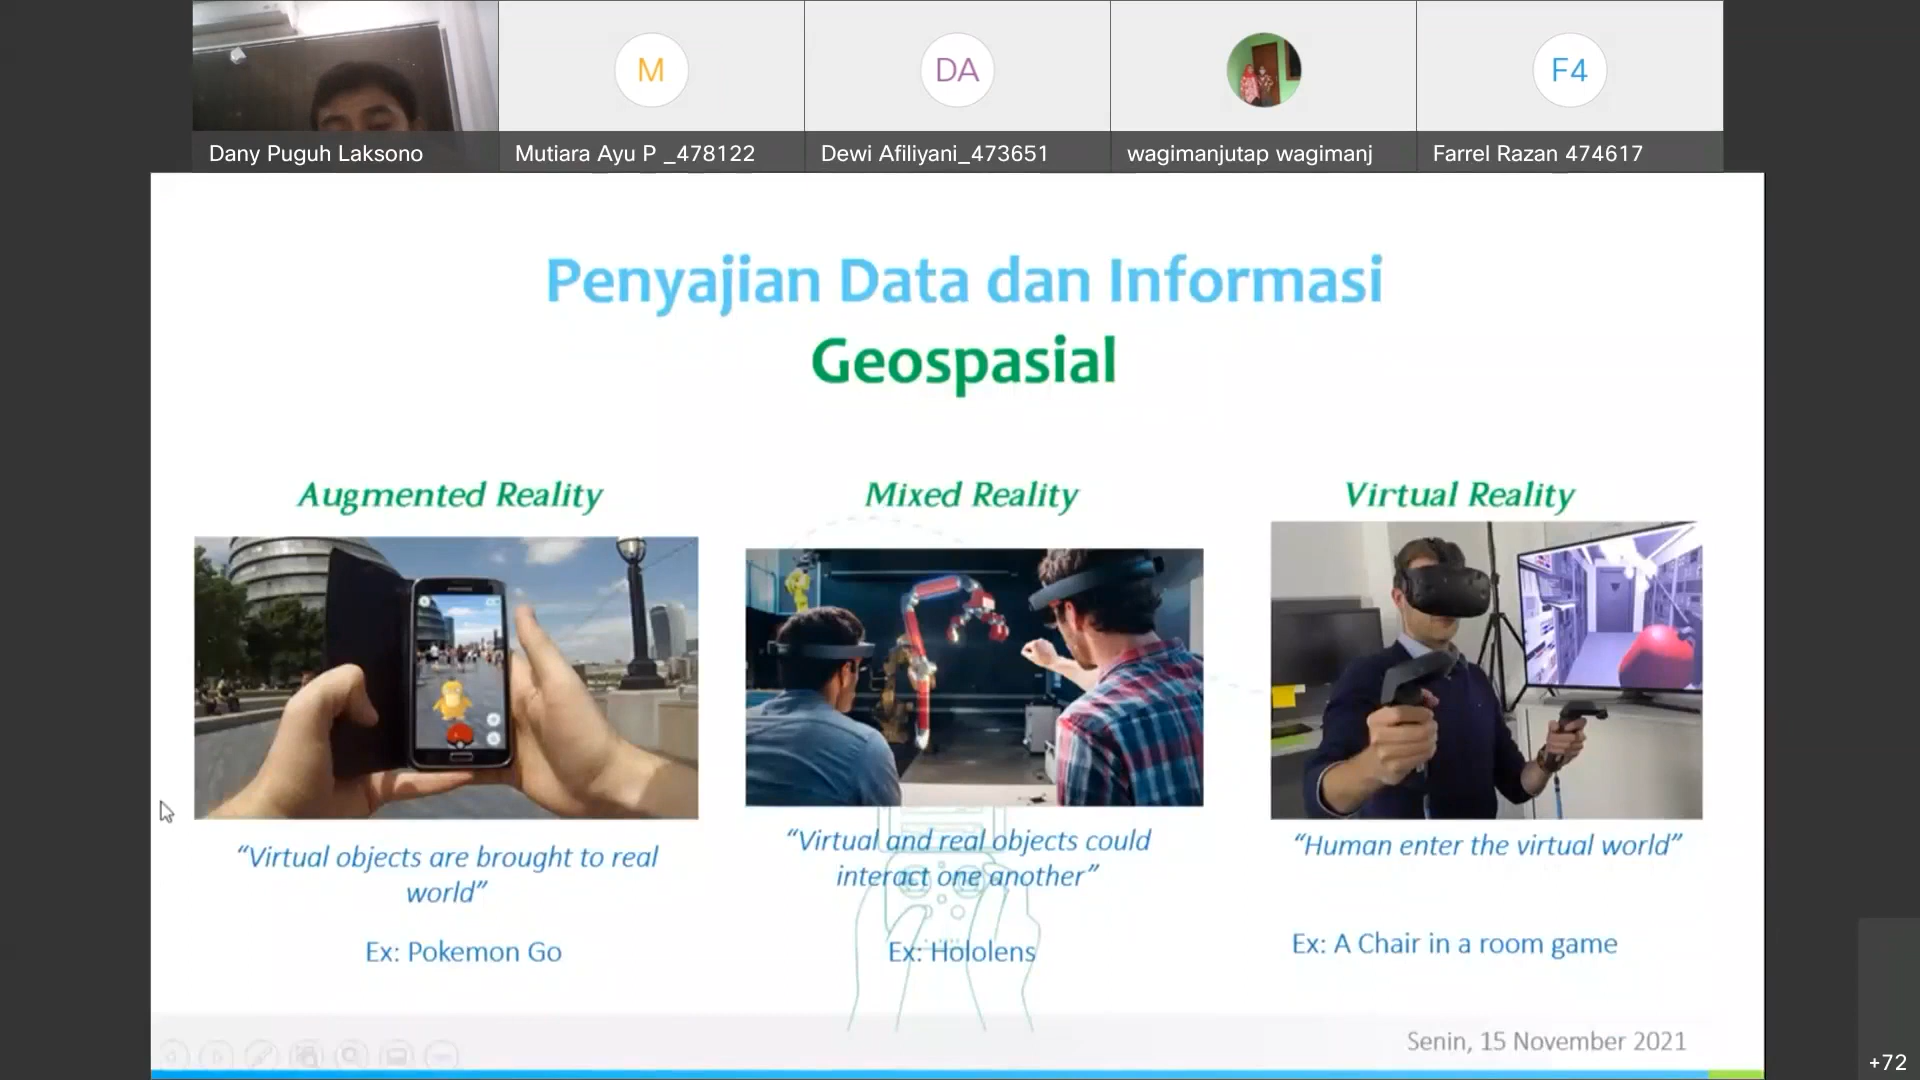 M
DA
F4
Dany Puguh Laksono
Mutiara Ayu P _478122
Dewi Afiliyani_473651
wagimanjutap wagimanj
Farrel Razan 474617
Penyajian Data dan Informasi
Geospasial
Augmented Reality
Mixed Reality
Virtual Reality
“Virtual objects are brought to real
world”
Ex: Pokemon Go
“Virtual and real objects could
interact one another”
Ex: Hololens
“Human enter the virtual world”
Ex: A Chair in a room game
Senin, 15 November 2021
+72